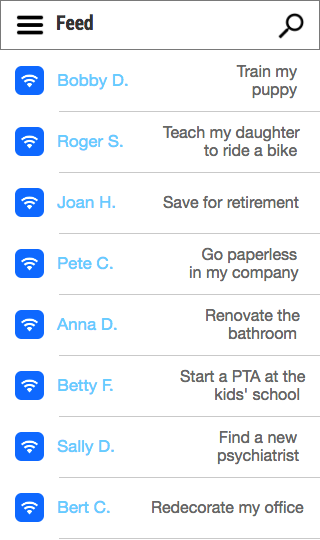 Feed
Bobby D.
Train my
puppy
Roger S.
Teach my daughter
to ride a bike
Joan H.
Save for retirement
Pete C.
Go paperless
in my company
Anna D.
Renovate the
bathroom
Betty F.
Start a PTA at the
kids' school
Sally D.
Find a new
psychiatrist
Bert C.
Redecorate my office